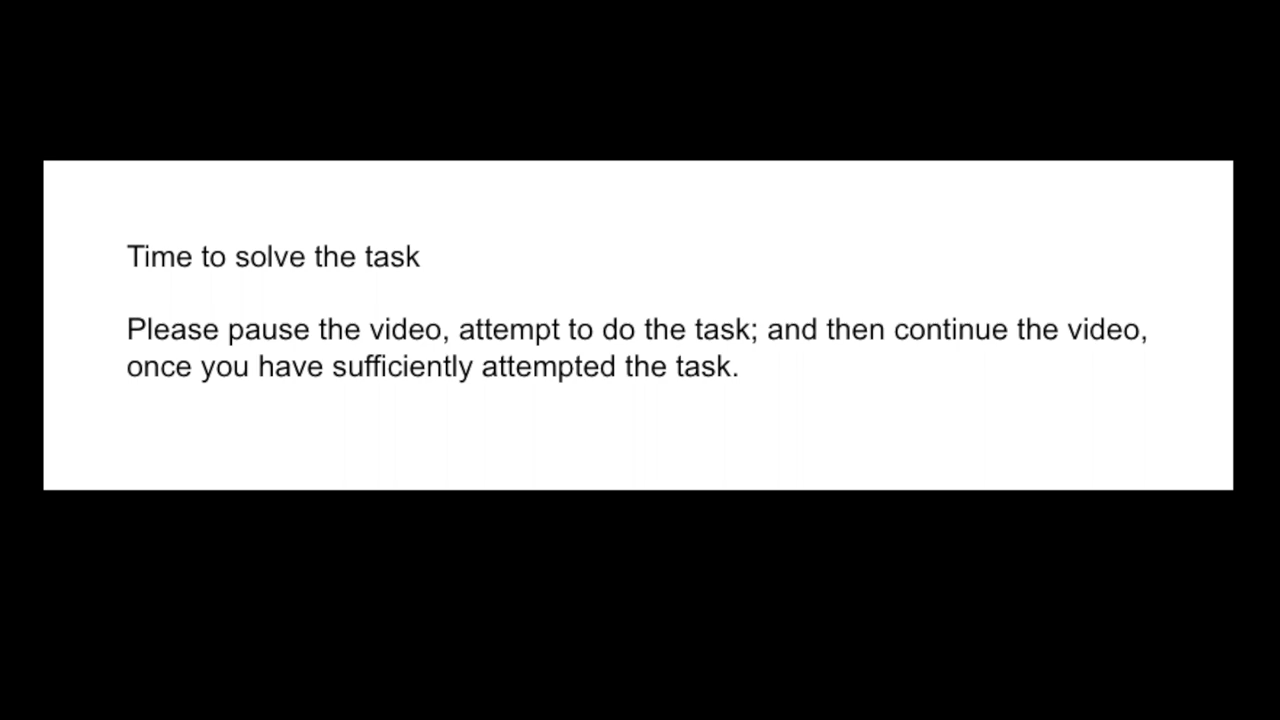 Time to solve the task
Please pause the video, attempt to do the task; and then continue the video,
once you have sufficiently attempted the task.